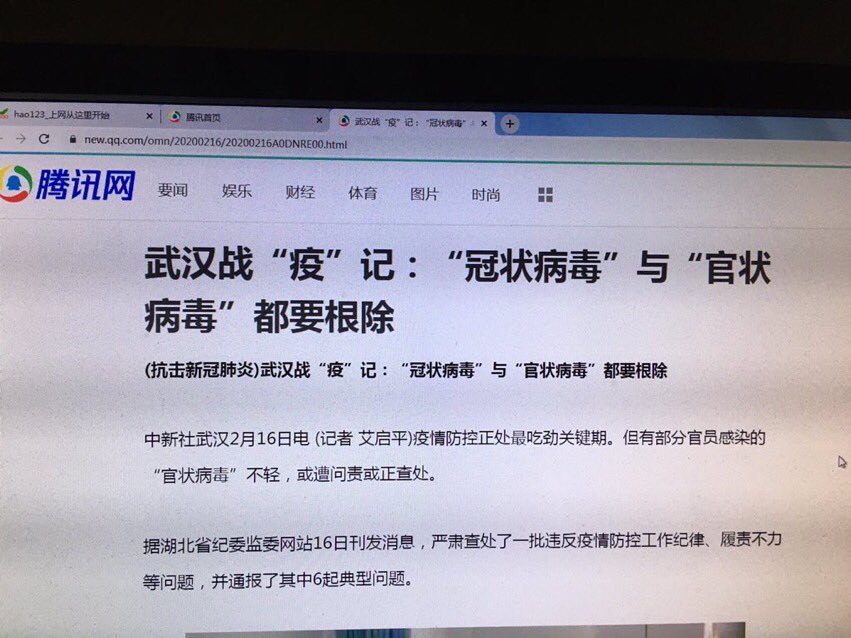 hao123_上网从这里开始
腾讯首页
武汉战“疫”记：“冠状病毒”
new.qq.com/omn/20200216/20200216A0DNRE00.html
腾讯网 要闻 娱乐 财经 体育 图片 时尚
武汉战“疫”记：“冠状病毒”与“官状
病毒”都要根除
(抗击新冠肺炎)武汉战“疫”记：“冠状病毒”与“官状病毒”都要根除
中新社武汉2月16日电 (记者 艾启平)疫情防控正处最吃劲关键期。但有部分官员感染的
“官状病毒”不轻，或遭问责或正查处。
据湖北省纪委监委网站16日刊发消息，严肃查处了一批违反疫情防控工作纪律、履责不力
等问题，并通报了其中6起典型问题。